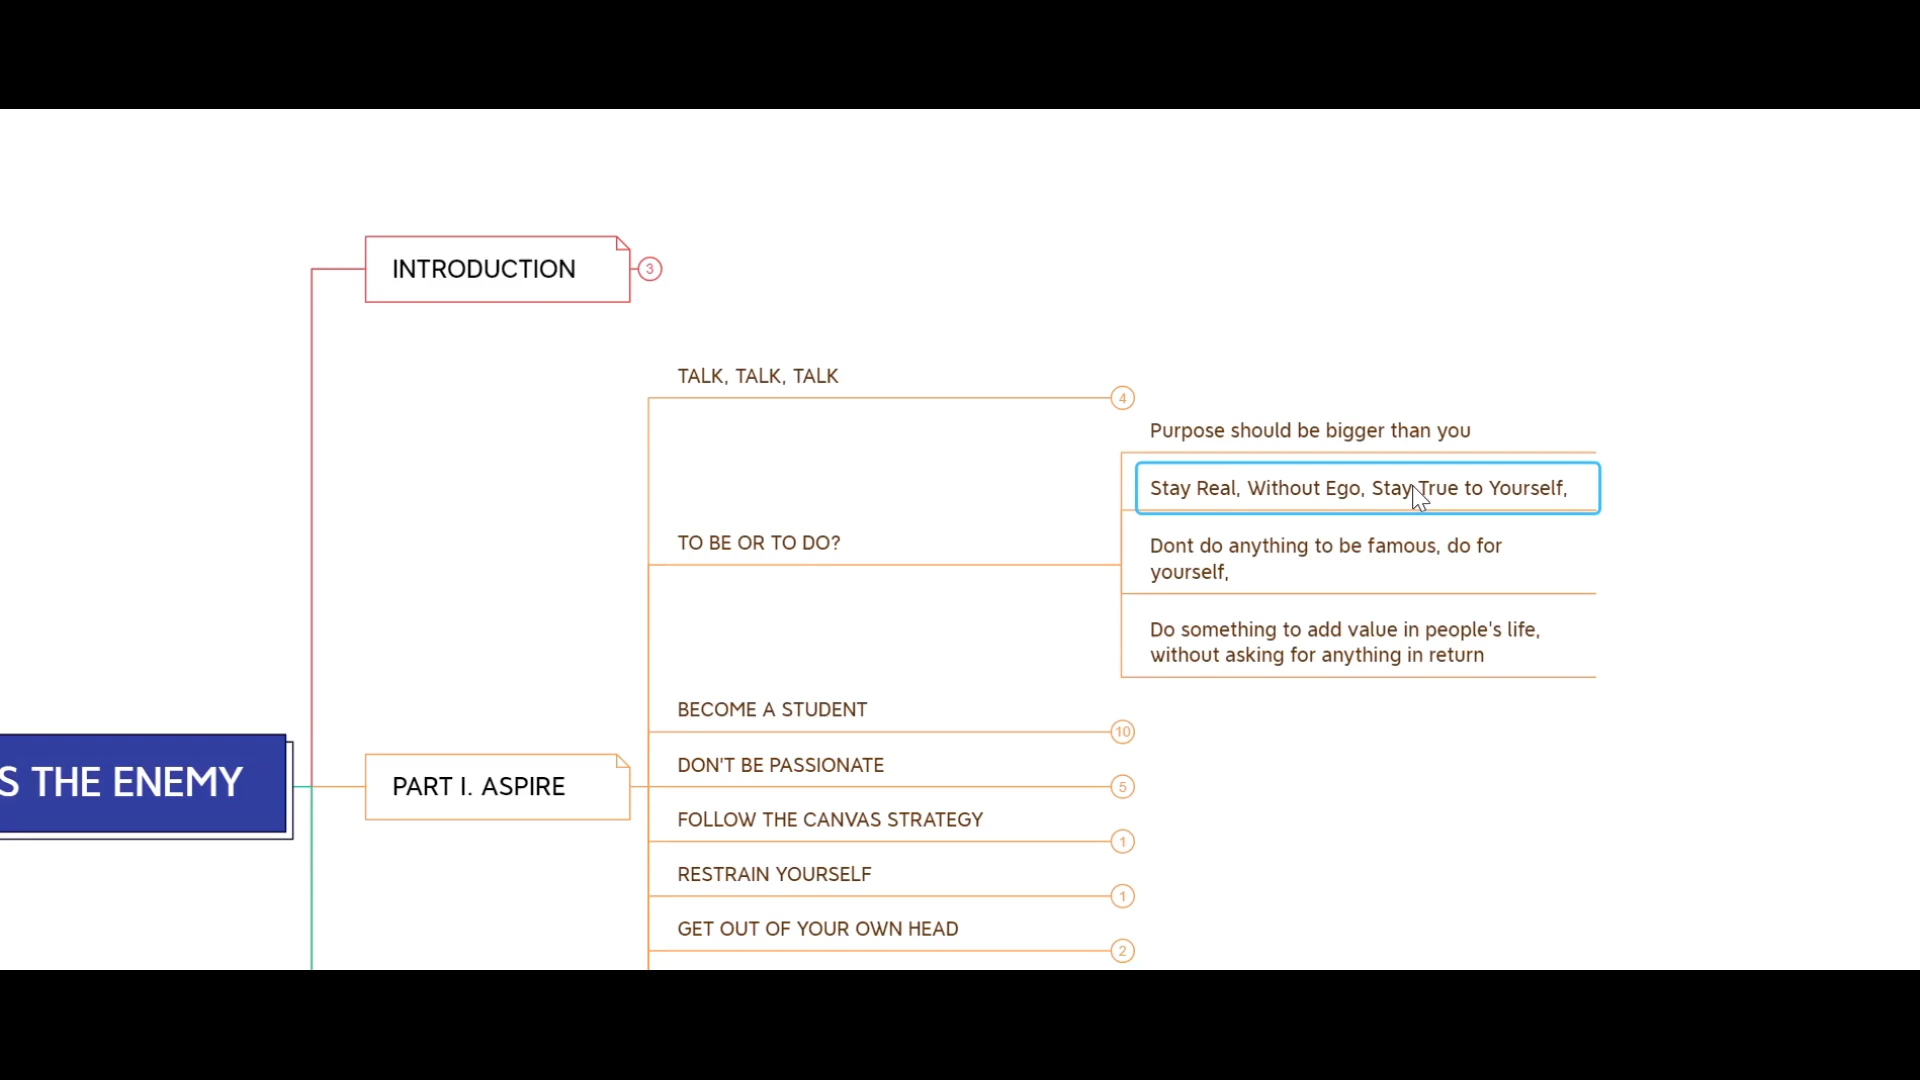 INTRODUCTION
3
TALK, TALK, TALK
4
Purpose should be bigger than you
Stay Real, Without Ego, Stay True to Yourself,
TO BE OR TO DO?
Dont do anything to be famous, do for
yourself,
Do something to add value in people's life,
without asking for anything in return
BECOME A STUDENT
10
S THE ENEMY
PART I. ASPIRE
DON'T BE PASSIONATE
5
FOLLOW THE CANVAS STRATEGY
1
RESTRAIN YOURSELF
1
GET OUT OF YOUR OWN HEAD
2